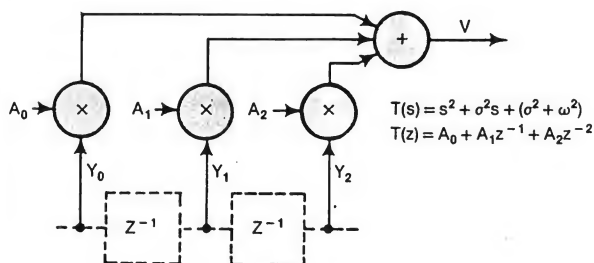 +
V
A₀ × A₁ × A₂ ×
T(s) = s² + σ²s + (σ² + ω²)
T(z) = A₀ + A₁z⁻¹ + A₂z⁻²
Y₀ Y₁ Y₂
Z⁻¹ Z⁻¹